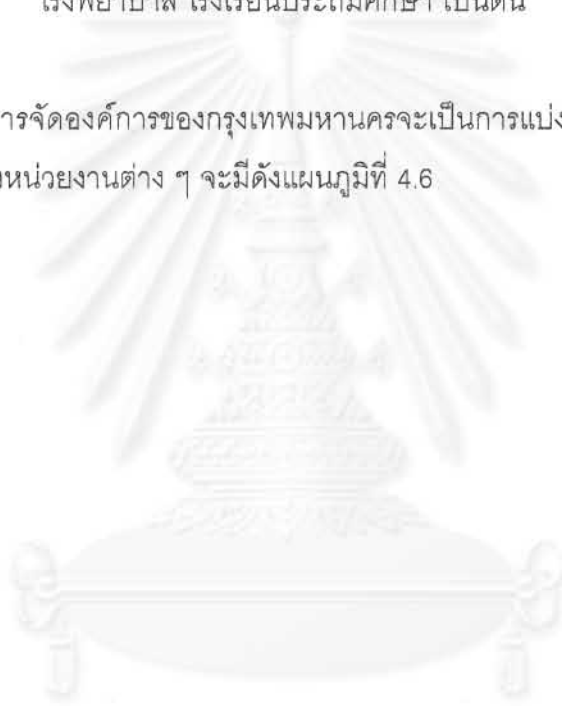 โรงพยาบาล โรงเรียนประถมศึกษา เป็นต้น
ารจัดองค์การของกรุงเทพมหานครจะเป็นการแบ่ง
งหน่วยงานต่าง ๆ จะมีดังแผนภูมิที่ 4.6